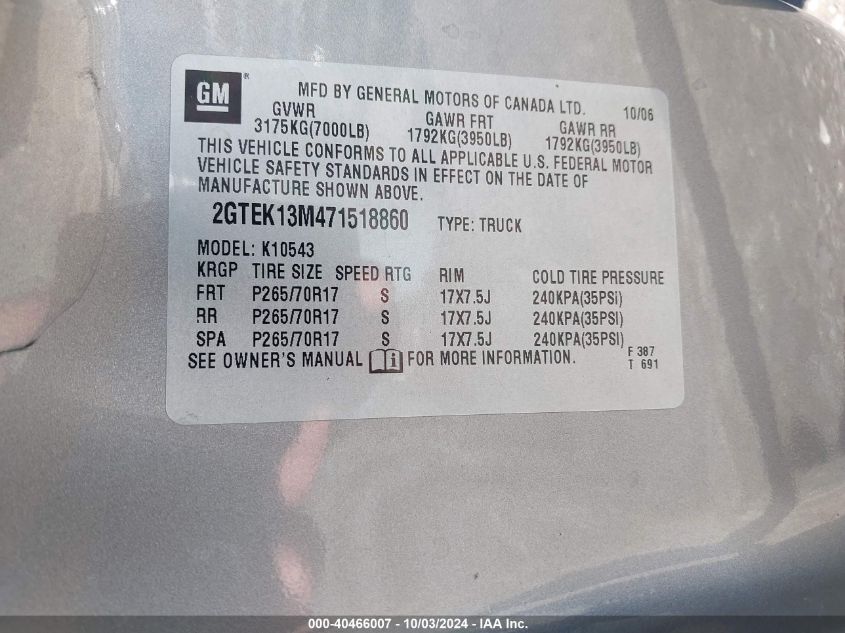 GM ®
MFD BY GENERAL MOTORS OF CANADA LTD. 10/06
GVWR GAWR FRT GAWR RR
3175KG(7000LB) 1792KG(3950LB) 1792KG(3950LB)
THIS VEHICLE CONFORMS TO ALL APPLICABLE U.S. FEDERAL MOTOR
VEHICLE SAFETY STANDARDS IN EFFECT ON THE DATE OF
MANUFACTURE SHOWN ABOVE.
2GTEK13M471518860 TYPE: TRUCK
MODEL: K10543
KRGP TIRE SIZE SPEED RTG RIM COLD TIRE PRESSURE
FRT P265/70R17 S 17X7.5J 240KPA(35PSI)
RR P265/70R17 S 17X7.5J 240KPA(35PSI)
SPA P265/70R17 S 17X7.5J 240KPA(35PSI)
SEE OWNER'S MANUAL i FOR MORE INFORMATION.
F 387
T 691
000-40466007 - 10/03/2024 - IAA Inc.